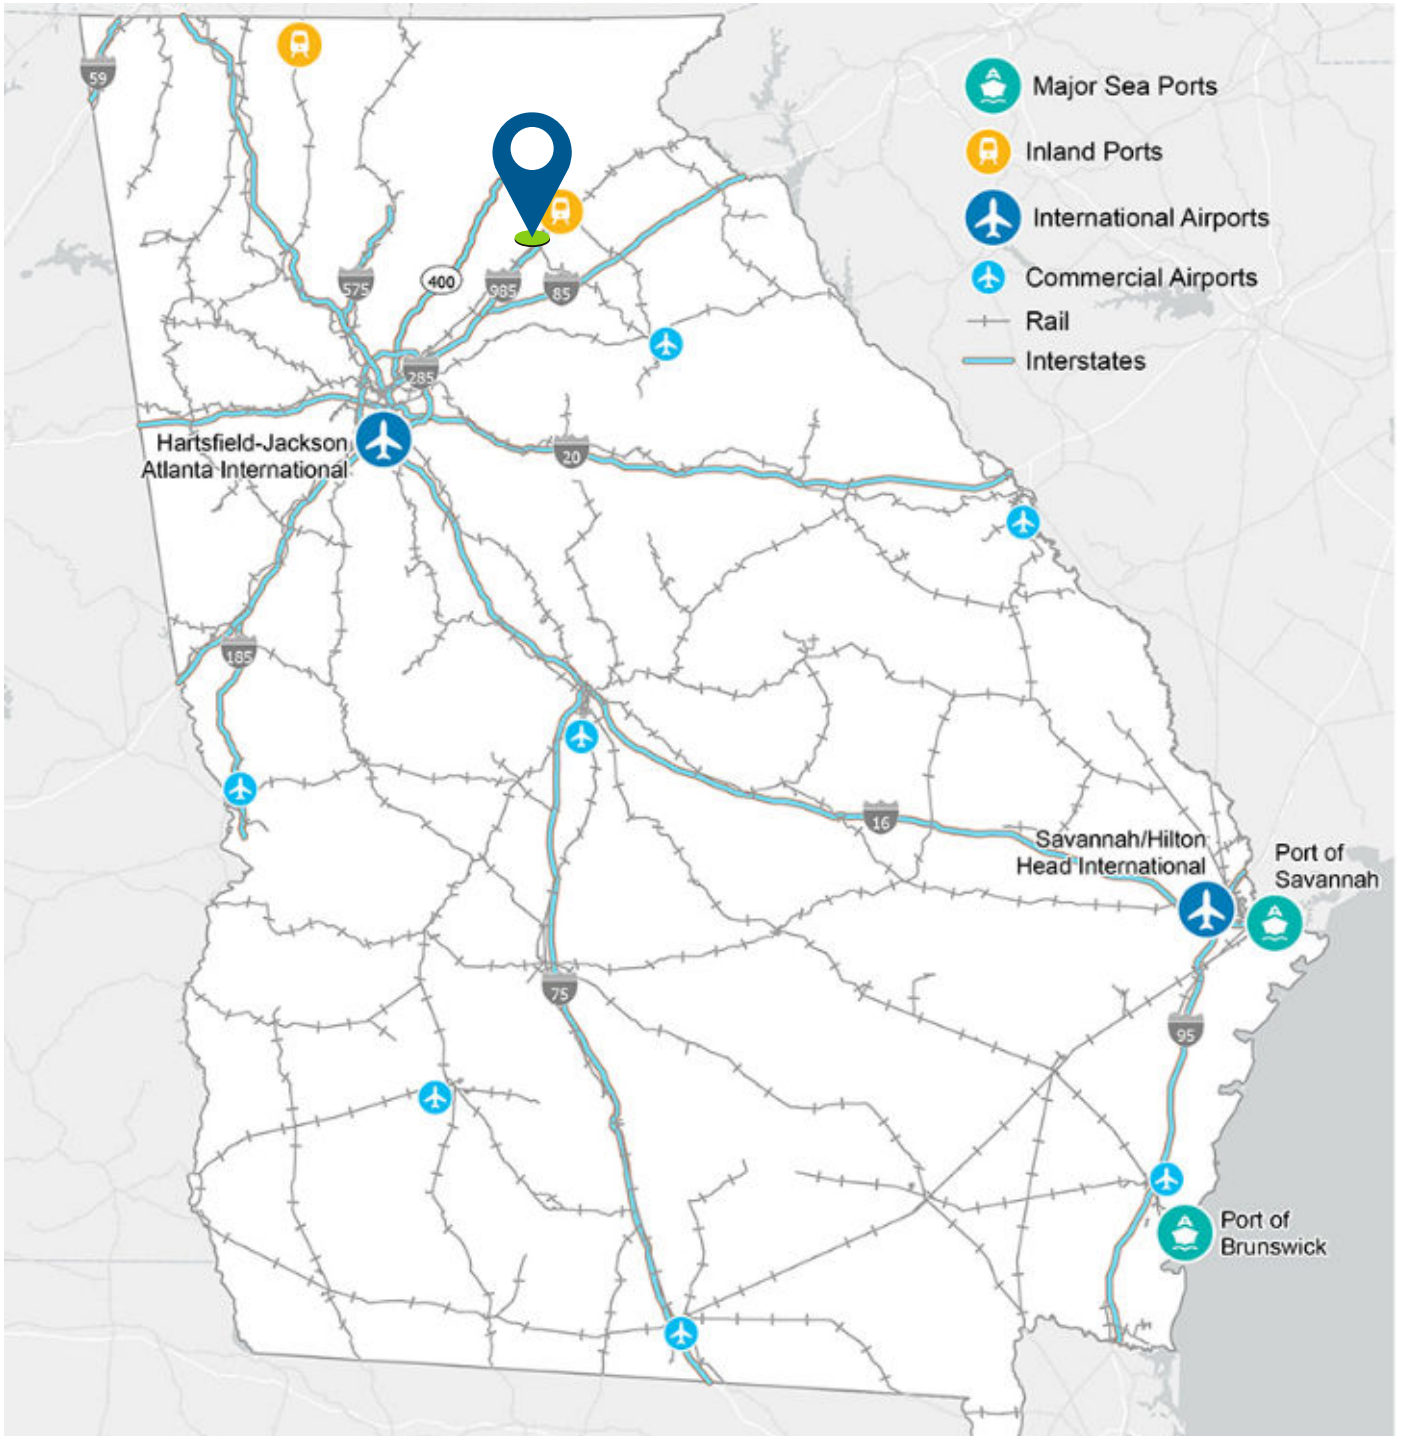 59
Major Sea Ports
Inland Ports
International Airports
Commercial Airports
Rail
Interstates
575
400
985
85
285
Hartsfield-Jackson
Atlanta International
20
185
16
Savannah/Hilton
Head International
Port of
Savannah
75
95
Port of
Brunswick